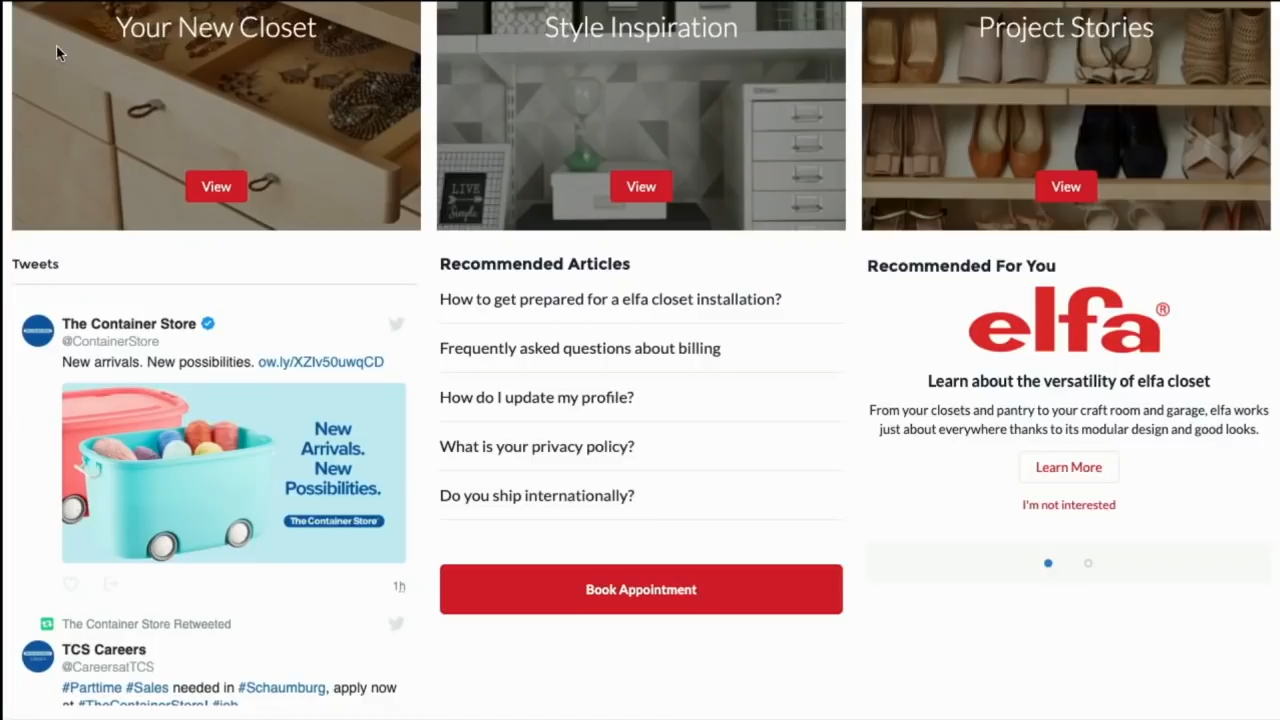 Your New Closet
View
Style Inspiration
LIVE
Simple
View
Project Stories
View
Tweets
The Container Store
@ContainerStore
New arrivals. New possibilities. ow.ly/XZIv50uwqCD
New
Arrivals.
New
Possibilities.
The Container Store
1h
The Container Store Retweeted
TCS Careers
@CareersatTCS
#Parttime #Sales needed in #Schaumburg, apply now
at #TheContainerStore! #job
Recommended Articles
How to get prepared for a elfa closet installation?
Frequently asked questions about billing
How do I update my profile?
What is your privacy policy?
Do you ship internationally?
Book Appointment
Recommended For You
elfa®
Learn about the versatility of elfa closet
From your closets and pantry to your craft room and garage, elfa works
just about everywhere thanks to its modular design and good looks.
Learn More
I'm not interested